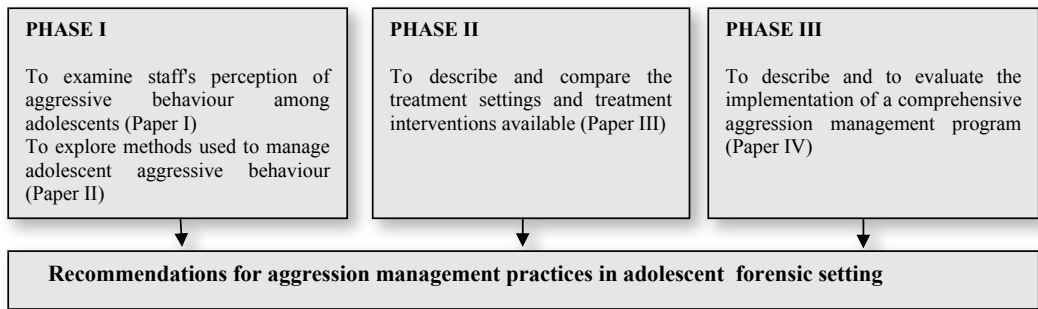 PHASE I
To examine staff's perception of
aggressive behaviour among
adolescents (Paper I)
To explore methods used to manage
adolescent aggressive behaviour
(Paper II)
PHASE II
To describe and compare the
treatment settings and treatment
interventions available (Paper III)
PHASE III
To describe and to evaluate the
implementation of a comprehensive
aggression management program
(Paper IV)
Recommendations for aggression management practices in adolescent forensic setting